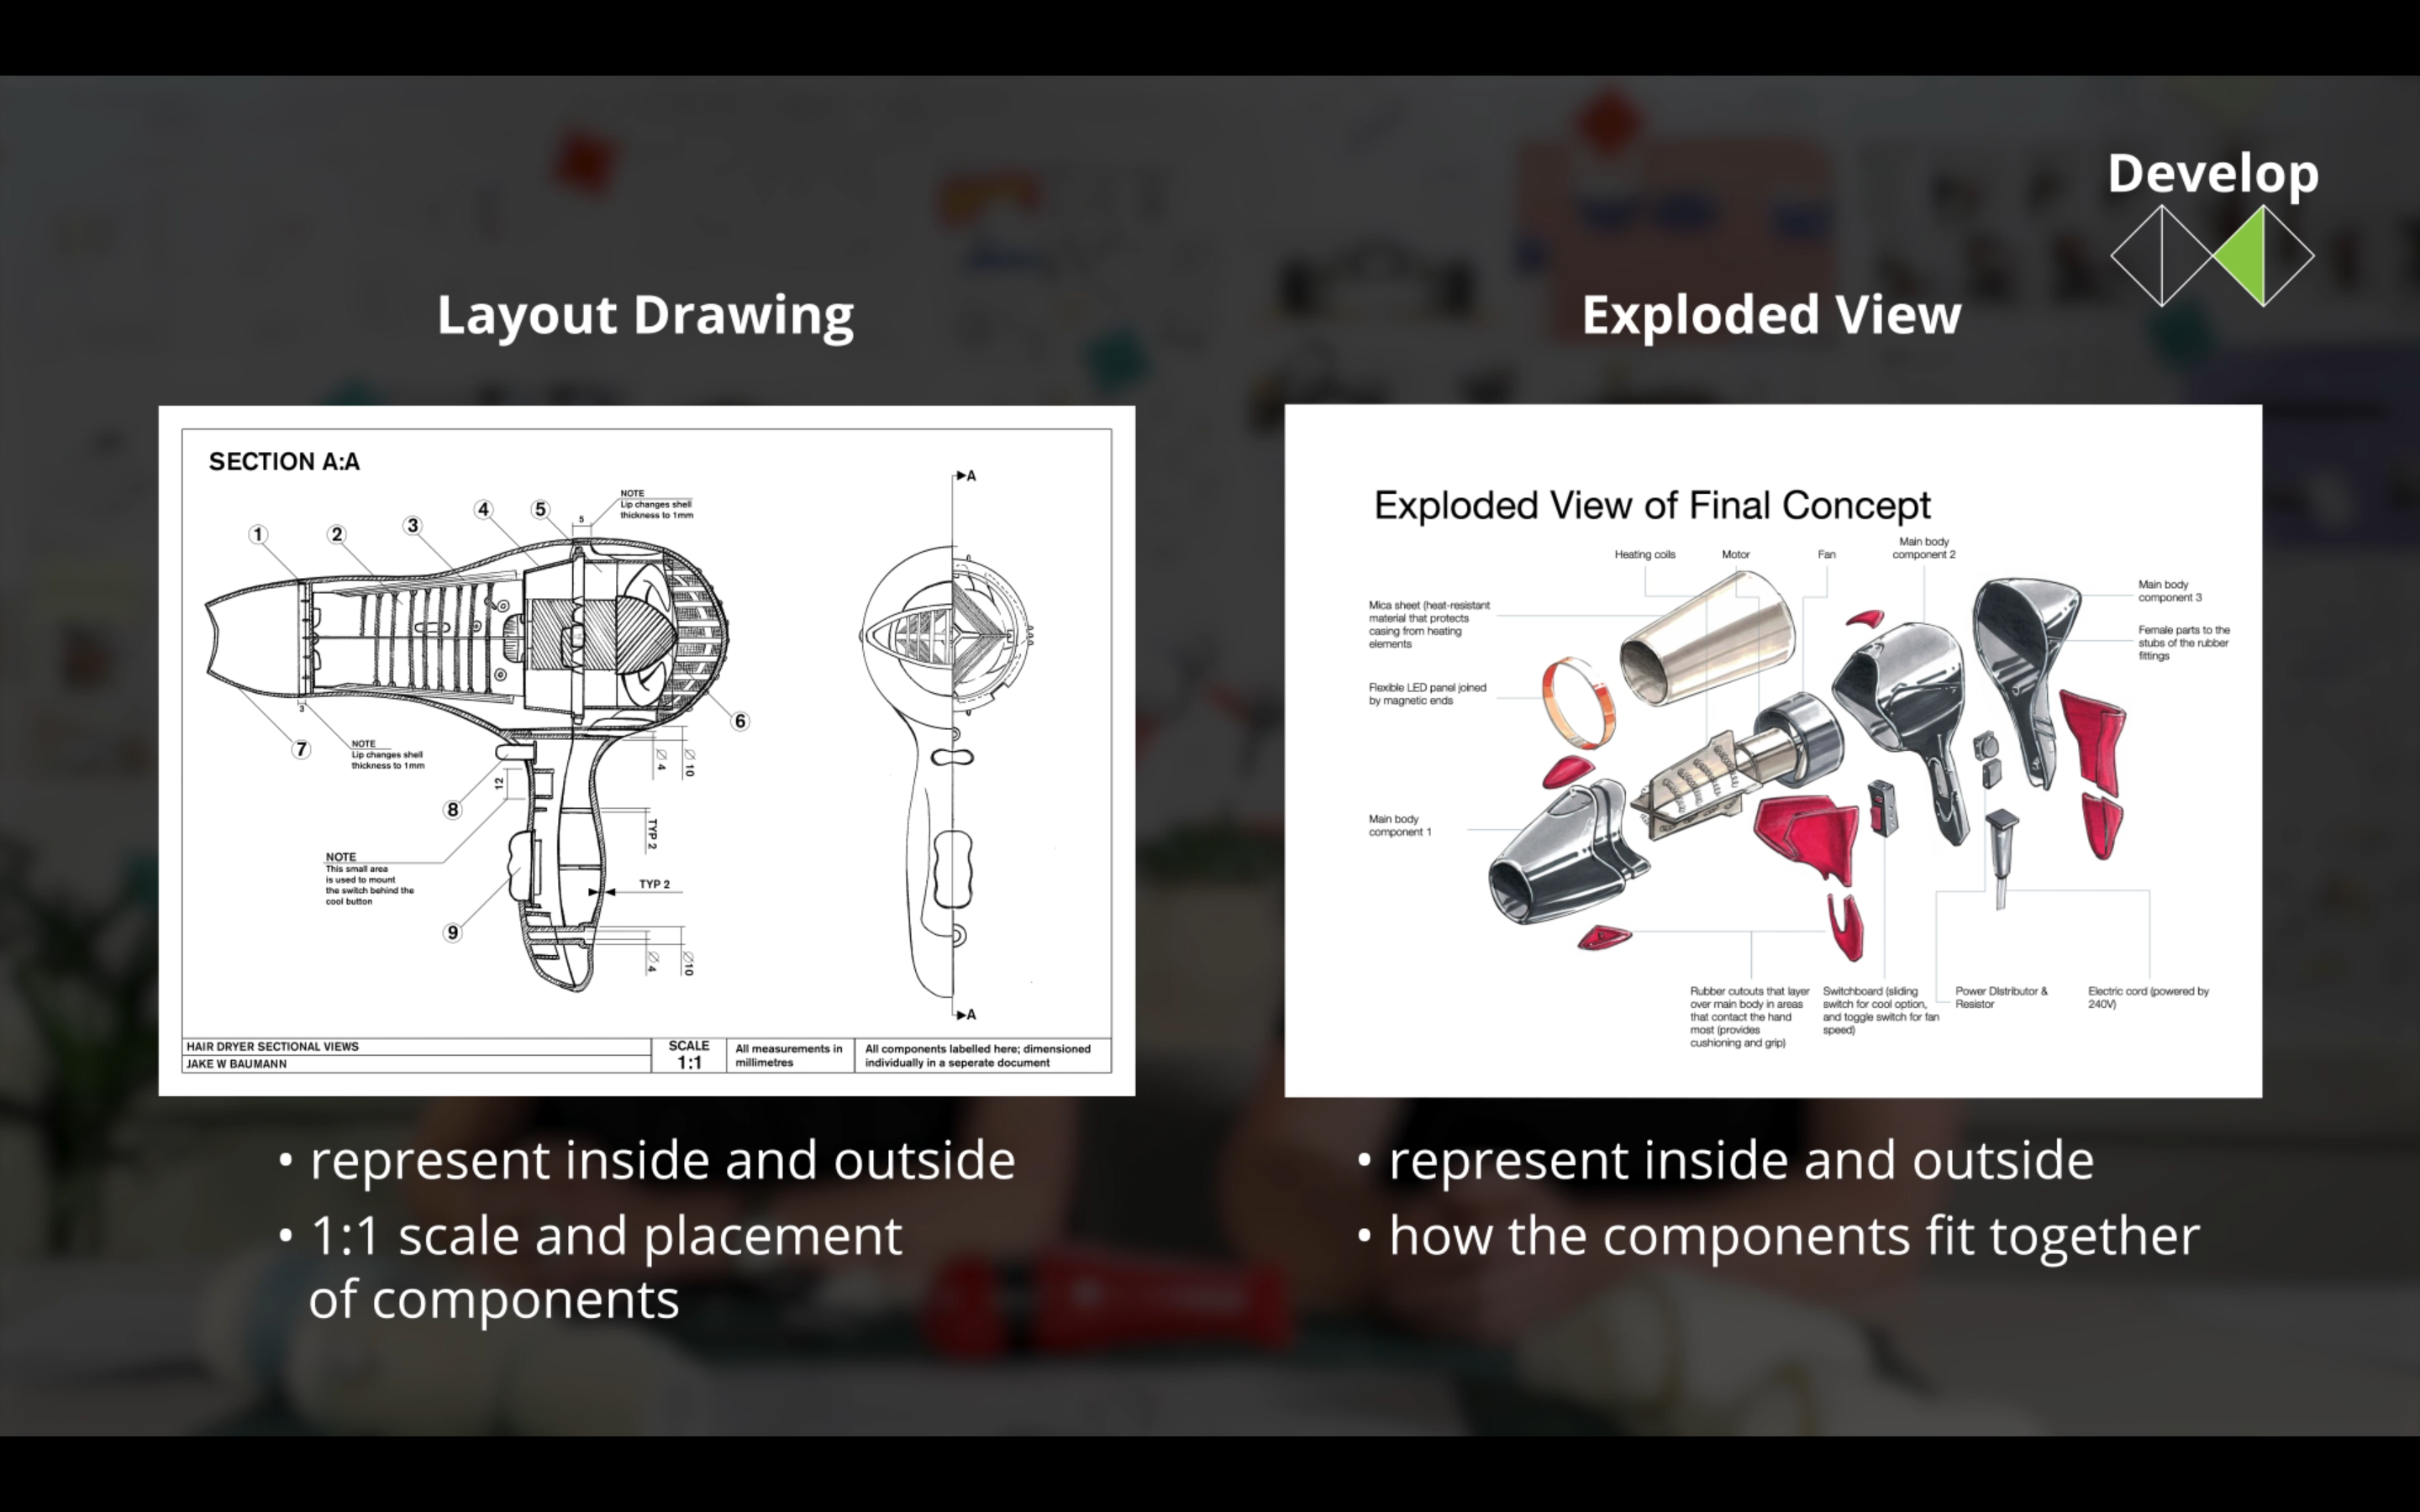 Develop
Layout Drawing
SECTION A:A
1
2
3
4
5
5
NOTE
Lip changes shell
thickness to 1mm
A
6
3
7
NOTE
Lip changes shell
thickness to 1mm
∅ 4
∅ 10
8
12
TYP 2
NOTE
This small area
is used to mount
the switch behind the
cool button
TYP 2
9
∅ 4
∅10
A
HAIR DRYER SECTIONAL VIEWS
JAKE W BAUMANN
SCALE
1:1
All measurements in
millimetres
All components labelled here; dimensioned
individually in a seperate document
• represent inside and outside
• 1:1 scale and placement
of components
Exploded View
Exploded View of Final Concept
Heating coils
Motor
Fan
Main body
component 2
Main body
component 3
Mica sheet (heat-resistant
material that protects
casing from heating
elements
Female parts to the
stubs of the rubber
fittings
Flexible LED panel joined
by magnetic ends
Main body
component 1
Rubber cutouts that layer
over main body in areas
that contact the hand
most (provides
cushioning and grip)
Switchboard (sliding
switch for cool option,
and toggle switch for fan
speed)
Power Distributor &
Resistor
Electric cord (powered by
240V)
• represent inside and outside
• how the components fit together